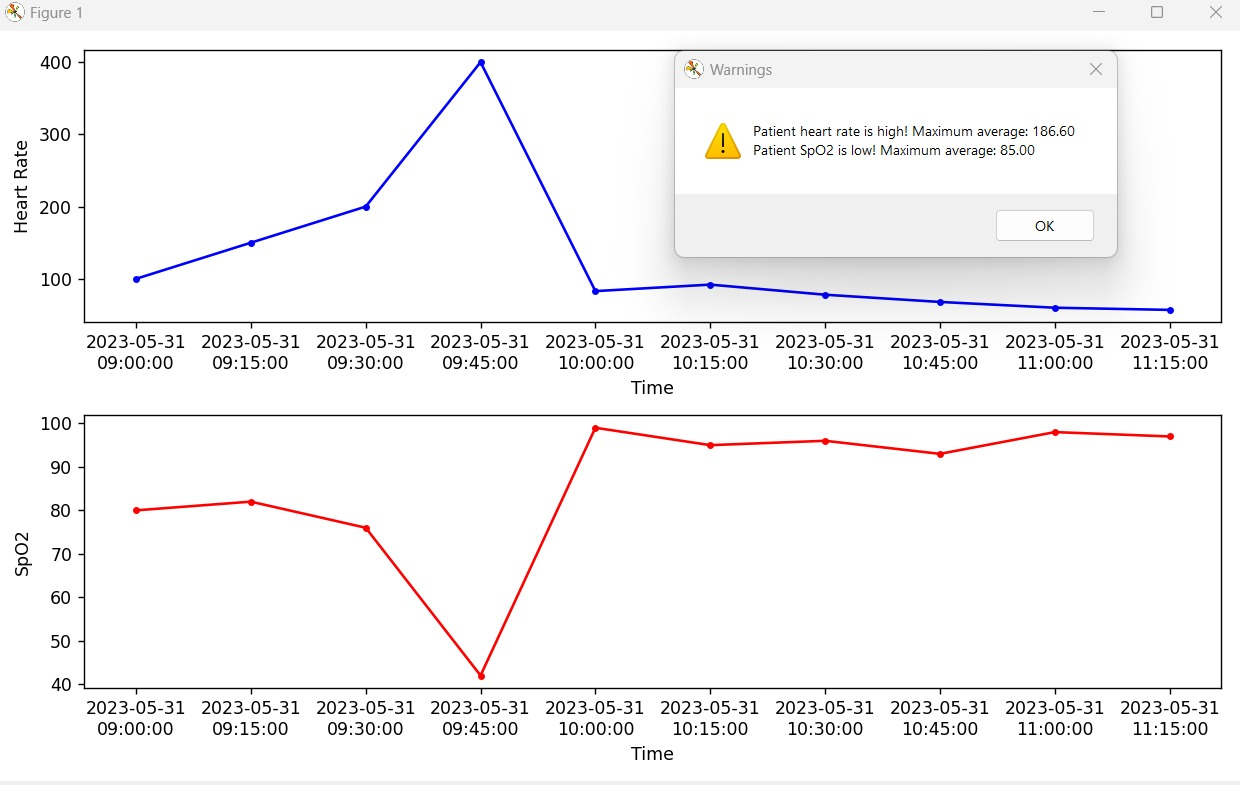 Figure 1
400
300
200
100
Heart Rate
Warnings
Patient heart rate is high! Maximum average: 186.60
Patient SpO2 is low! Maximum average: 85.00
OK
2023-05-31 2023-05-31 2023-05-31 2023-05-31 2023-05-31 2023-05-31 2023-05-31 2023-05-31 2023-05-31 2023-05-31
09:00:00 09:15:00 09:30:00 09:45:00 10:00:00 10:15:00 10:30:00 10:45:00 11:00:00 11:15:00
Time
100
90
80
70
60
50
40
SpO2
2023-05-31 2023-05-31 2023-05-31 2023-05-31 2023-05-31 2023-05-31 2023-05-31 2023-05-31 2023-05-31 2023-05-31
09:00:00 09:15:00 09:30:00 09:45:00 10:00:00 10:15:00 10:30:00 10:45:00 11:00:00 11:15:00
Time